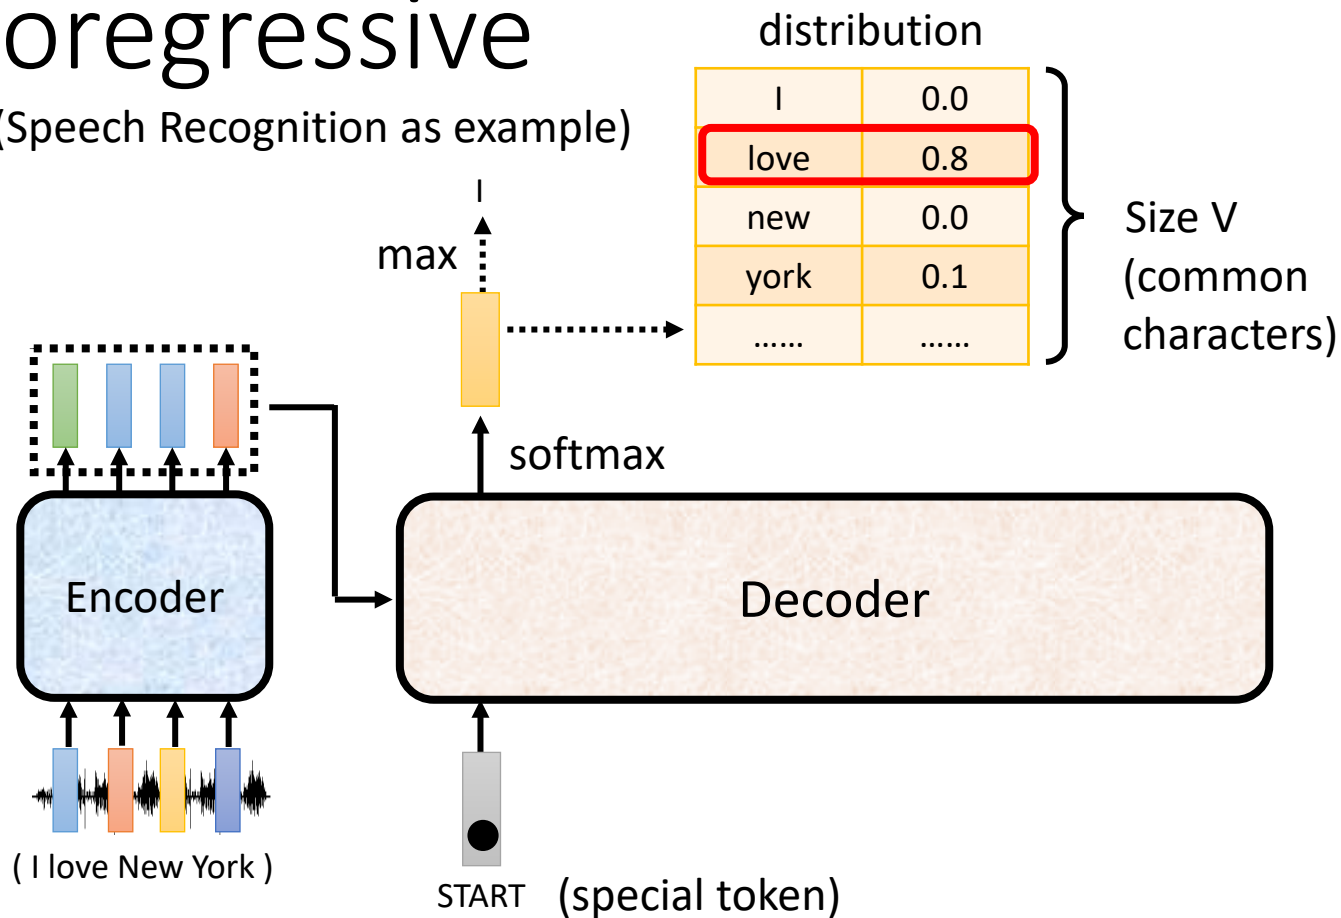 oregressive
(Speech Recognition as example)
distribution
I 0.0
love 0.8
new 0.0
york 0.1
...... ......
Size V
(common
characters)
I
max
softmax
Encoder
Decoder
( I love New York )
START (special token)